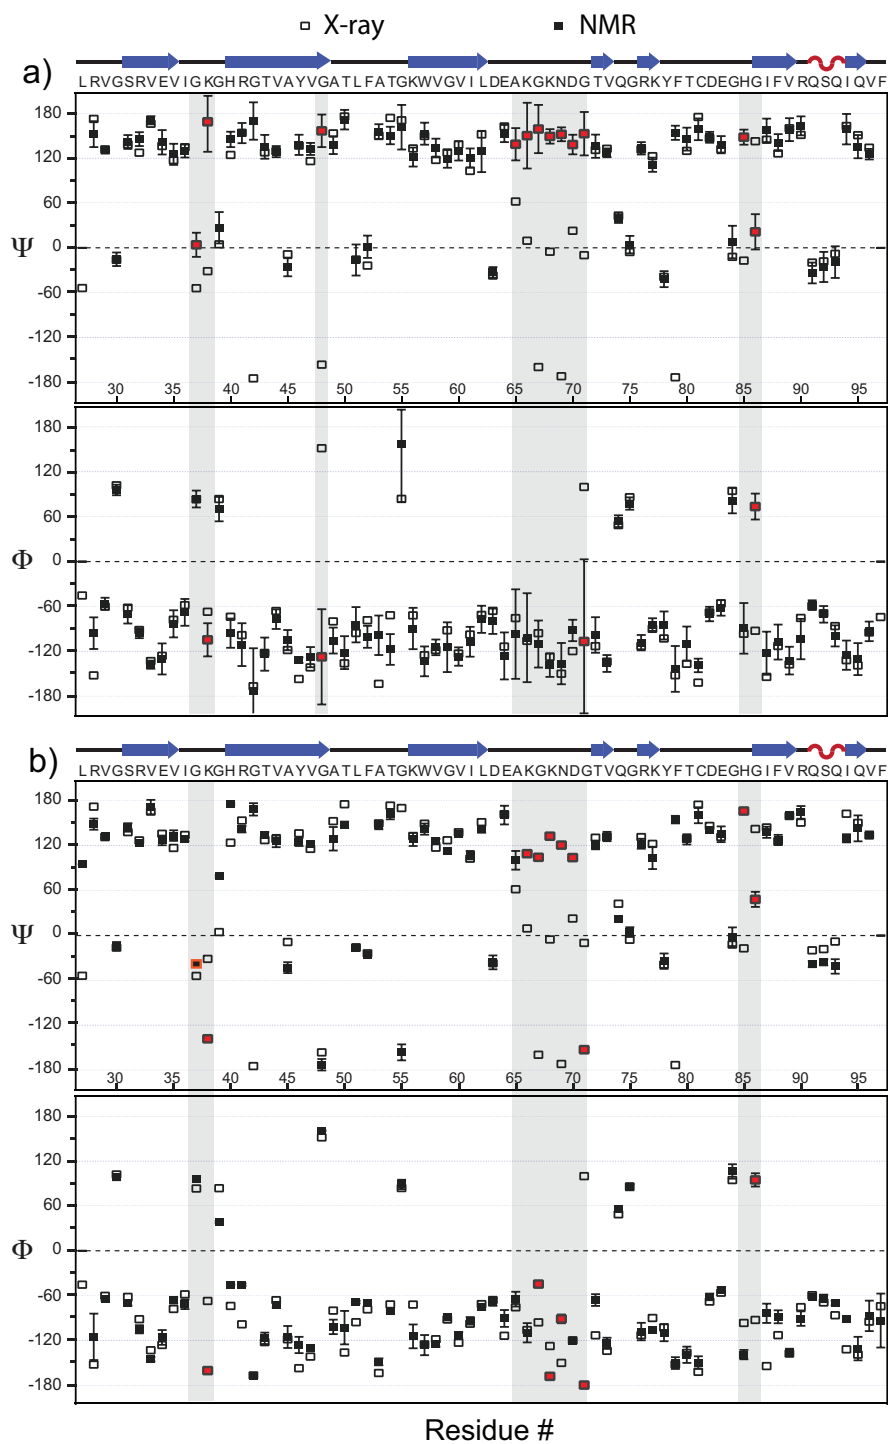 X-ray NMR
a)
LRVGSRVEVIGKGHRGTVAYVGATLFATGKWVGVILDEAKGKNDGTVQGRKYFTCDEGHGIFVRQSQIQVF
180
120
60
Ψ 0
-60
-120
-180
30 35 40 45 50 55 60 65 70 75 80 85 90 95
180
120
60
Φ 0
-60
-120
-180
b)
LRVGSRVEVIGKGHRGTVAYVGATLFATGKWVGVILDEAKGKNDGTVQGRKYFTCDEGHGIFVRQSQIQVF
180
120
60
Ψ 0
-60
-120
-180
30 35 40 45 50 55 60 65 70 75 80 85 90 95
180
120
60
Φ 0
-60
-120
-180
Residue #